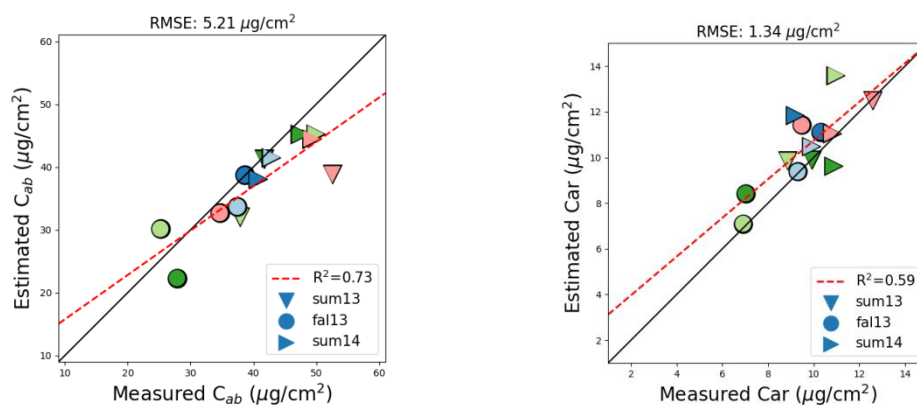 RMSE: 5.21 μg/cm²
60
50
40
30
20
10
Estimated C_ab (μg/cm²)
R²=0.73
sum13
fal13
sum14
10 20 30 40 50 60
Measured C_ab (μg/cm²)
RMSE: 1.34 μg/cm²
14
12
10
8
6
4
2
Estimated Car (μg/cm²)
R²=0.59
sum13
fal13
sum14
2 4 6 8 10 12 14
Measured Car (μg/cm²)